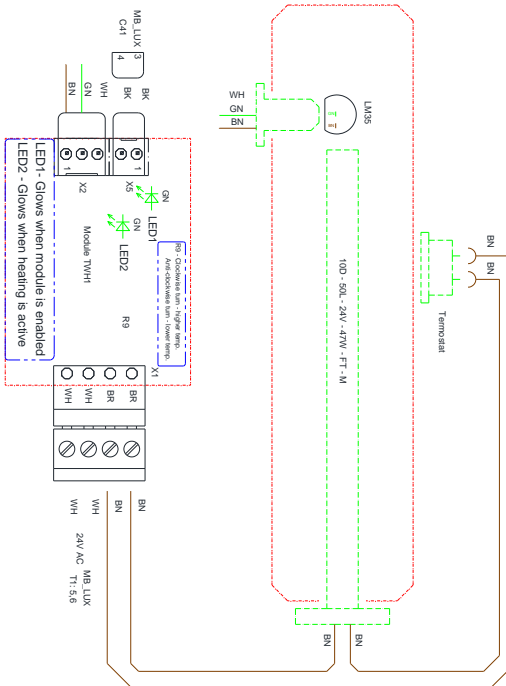 MB_LUX
C41
3
4
BK
BK
WH
GN
BN
1
X2
1
X5
GN
LED1
GN
LED2
Module TWH1
R9
LED1- Glows when module is enabled
LED2 - Glows when heating is active
R9 - Clockwise turn - higher temp.
Anti-clockwise turn - lower temp.
X1
WH
WH
BR
BR
WH
WH
BN
BN
24V AC
MB_LUX
T1: 5,6
WH
GN
BN
LM35
10D - 50L - 24V - 47W - FT - M
Termostat
BN
BN
BN
BN